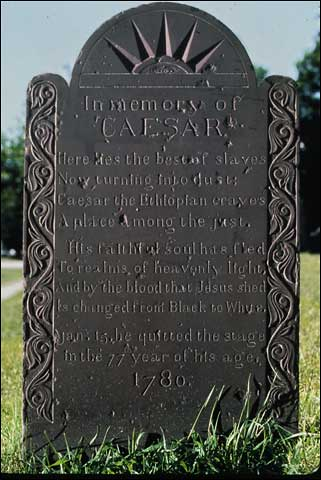 In memory of
CAESAR
Here lies the best of slaves
Now turning into dust;
Caesar the Ethiopian craves
A place among the just.
His faithful soul has fled
To realms of heavenly light,
And by the blood that Jesus shed
Is changed from Black to White.
Jan. 15, he quitted the stage
in the 77 year of his age,
1780.